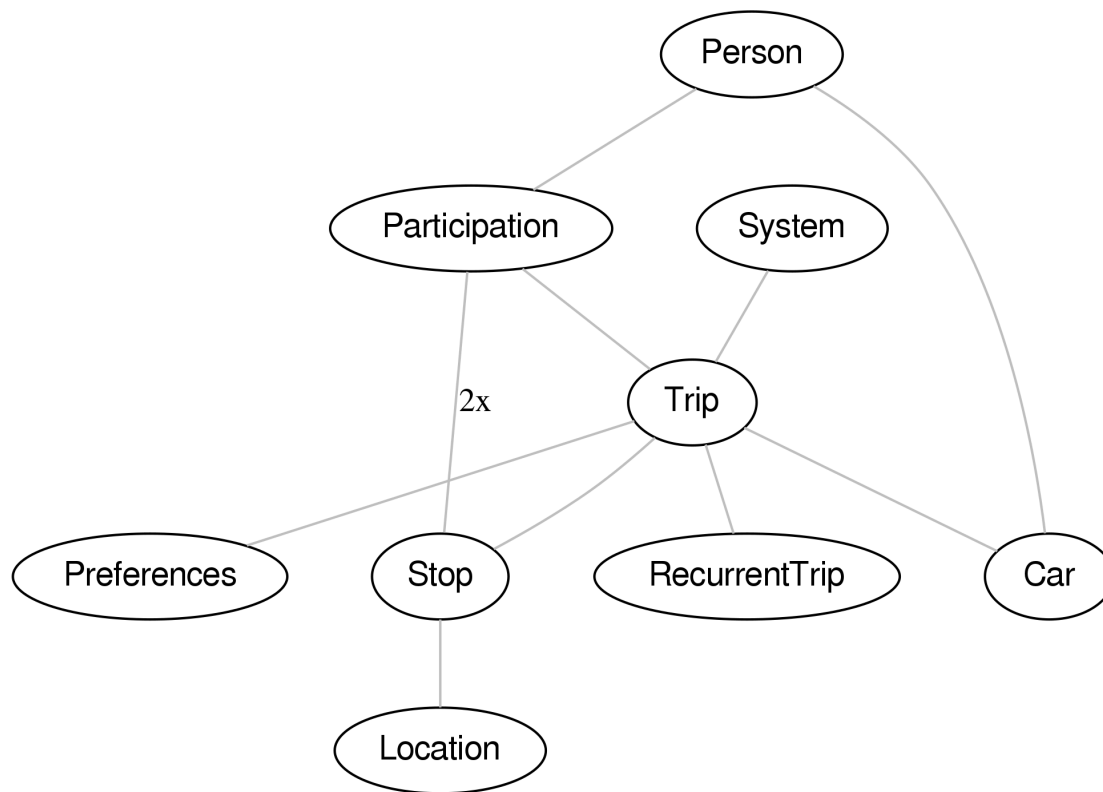 Person
Participation
System
2x
Trip
Preferences
Stop
RecurrentTrip
Car
Location